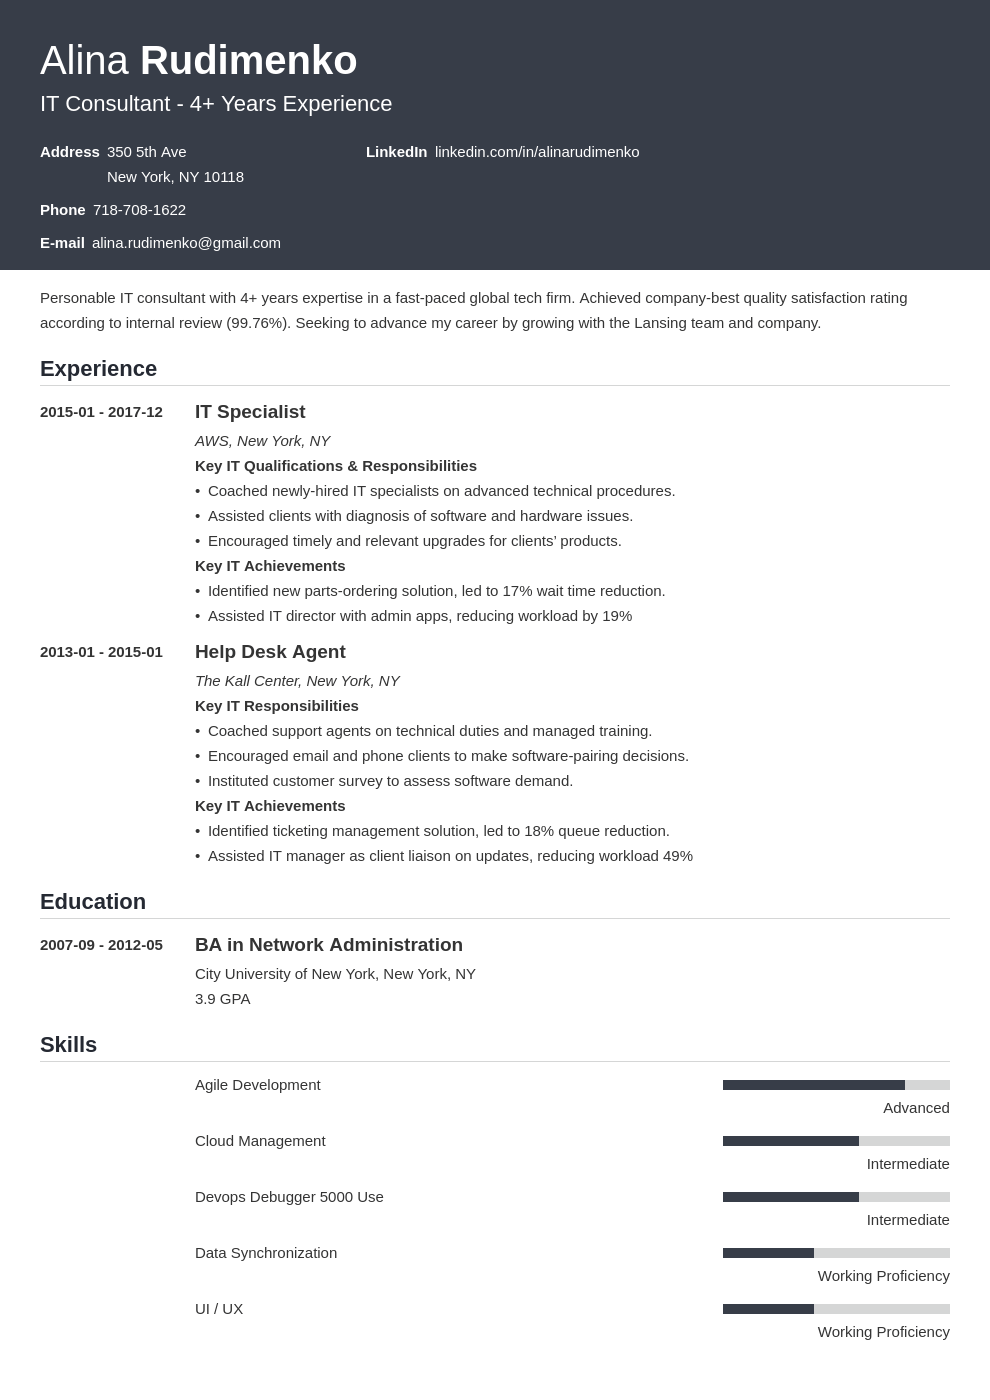 Alina Rudimenko
IT Consultant - 4+ Years Experience
Address 350 5th Ave
New York, NY 10118
Phone 718-708-1622
E-mail alina.rudimenko@gmail.com
LinkedIn linkedin.com/in/alinarudimenko
Personable IT consultant with 4+ years expertise in a fast-paced global tech firm. Achieved company-best quality satisfaction rating
according to internal review (99.76%). Seeking to advance my career by growing with the Lansing team and company.
Experience
2015-01 - 2017-12 IT Specialist
AWS, New York, NY
Key IT Qualifications & Responsibilities
• Coached newly-hired IT specialists on advanced technical procedures.
• Assisted clients with diagnosis of software and hardware issues.
• Encouraged timely and relevant upgrades for clients’ products.
Key IT Achievements
• Identified new parts-ordering solution, led to 17% wait time reduction.
• Assisted IT director with admin apps, reducing workload by 19%
2013-01 - 2015-01 Help Desk Agent
The Kall Center, New York, NY
Key IT Responsibilities
• Coached support agents on technical duties and managed training.
• Encouraged email and phone clients to make software-pairing decisions.
• Instituted customer survey to assess software demand.
Key IT Achievements
• Identified ticketing management solution, led to 18% queue reduction.
• Assisted IT manager as client liaison on updates, reducing workload 49%
Education
2007-09 - 2012-05 BA in Network Administration
City University of New York, New York, NY
3.9 GPA
Skills
Agile Development
Advanced
Cloud Management
Intermediate
Devops Debugger 5000 Use
Intermediate
Data Synchronization
Working Proficiency
UI / UX
Working Proficiency